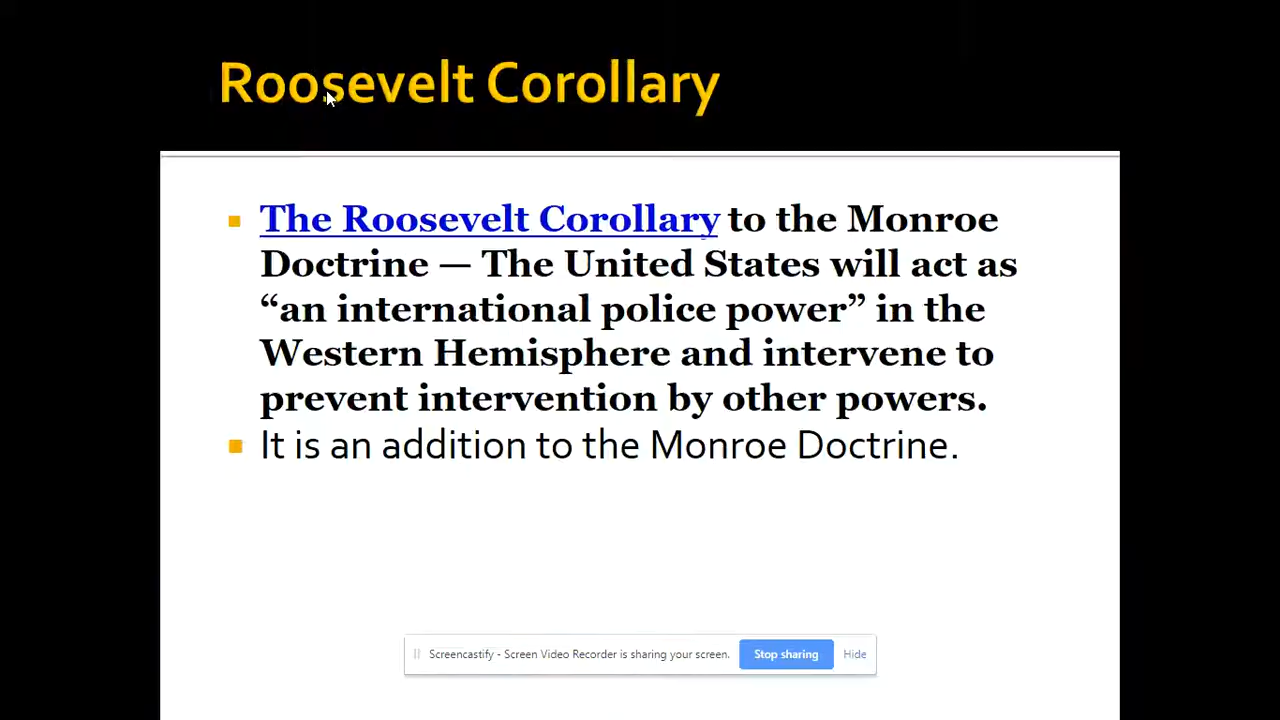 Roosevelt Corollary
The Roosevelt Corollary to the Monroe
Doctrine — The United States will act as
“an international police power” in the
Western Hemisphere and intervene to
prevent intervention by other powers.
It is an addition to the Monroe Doctrine.
Screencastify - Screen Video Recorder is sharing your screen. Stop sharing Hide